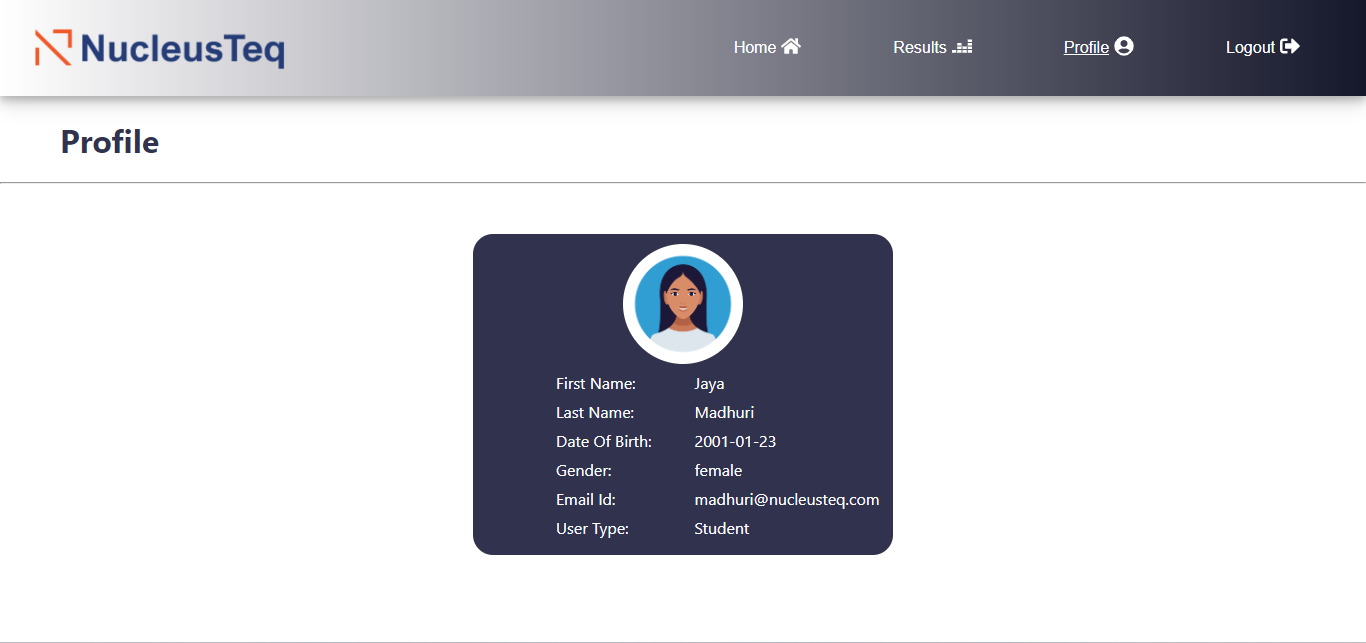 NucleusTeq Home Results Profile Logout
Profile
First Name: Jaya
Last Name: Madhuri
Date Of Birth: 2001-01-23
Gender: female
Email Id: madhuri@nucleusteq.com
User Type: Student